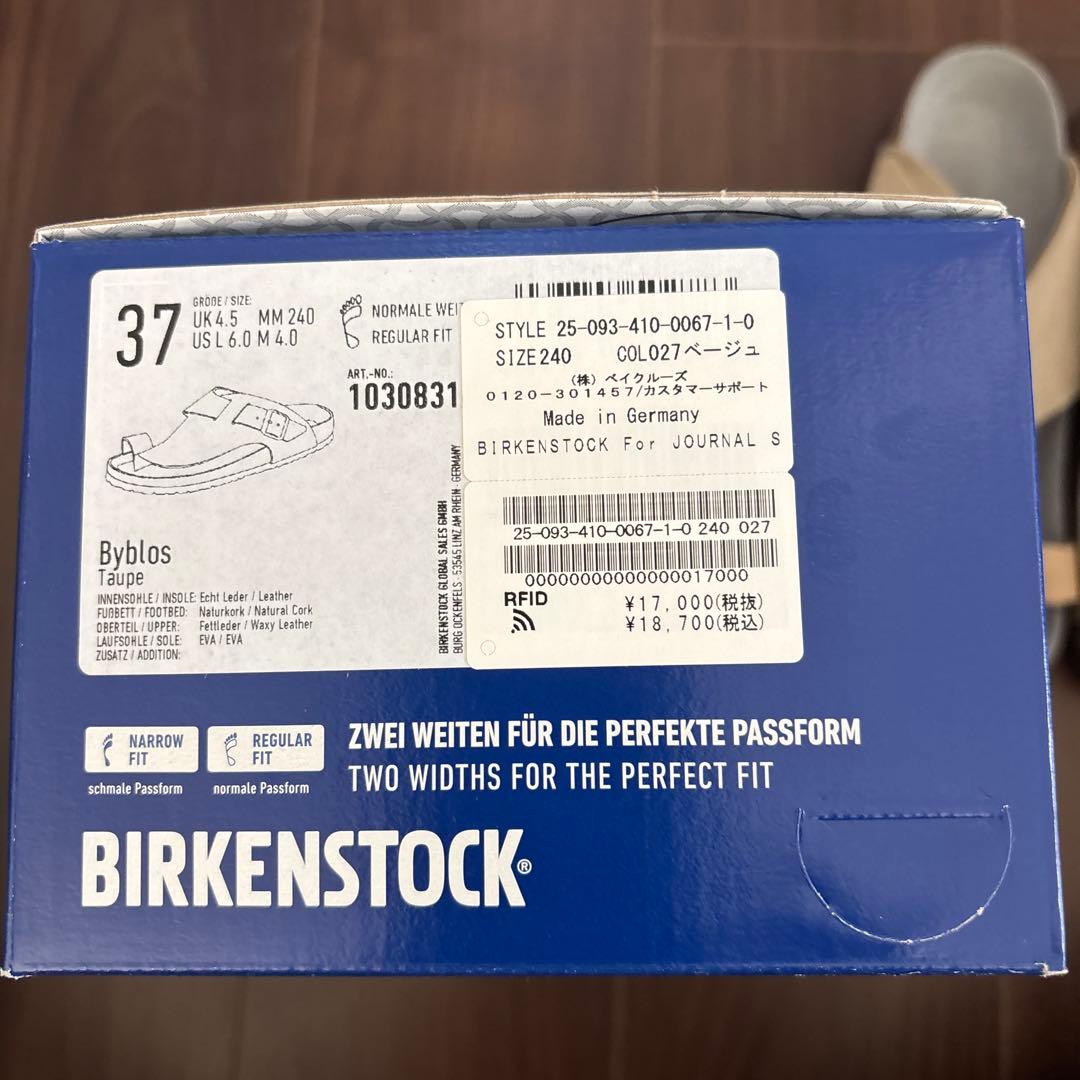 37
GRÖßE / SIZE:
UK 4.5 MM 240
US L 6.0 M 4.0
NORMALE WEI
REGULAR FIT
ART.-NO.:
1030831
Byblos
Taupe
INNENSOHLE / INSOLE: Echt Leder / Leather
FUßBETT / FOOTBED: Naturkork / Natural Cork
OBERTEIL / UPPER: Fettleder / Waxy Leather
LAUFSOHLE / SOLE: EVA / EVA
ZUSATZ / ADDITION:
BIRKENSTOCK GLOBAL SALES GMBH
BURG OCKENFELS · 53545 LINZ AM RHEIN · GERMANY
STYLE 25-093-410-0067-1-0
SIZE 240 COL027ベージュ
(株) ベイクルーズ
0120-301457/カスタマーサポート
Made in Germany
BIRKENSTOCK For JOURNAL S
25-093-410-0067-1-0 240 027
00000000000000017000
RFID
¥17,000(税抜)
¥18,700(税込)
NARROW FIT
schmale Passform
REGULAR FIT
normale Passform
ZWEI WEITEN FÜR DIE PERFEKTE PASSFORM
TWO WIDTHS FOR THE PERFECT FIT
BIRKENSTOCK®